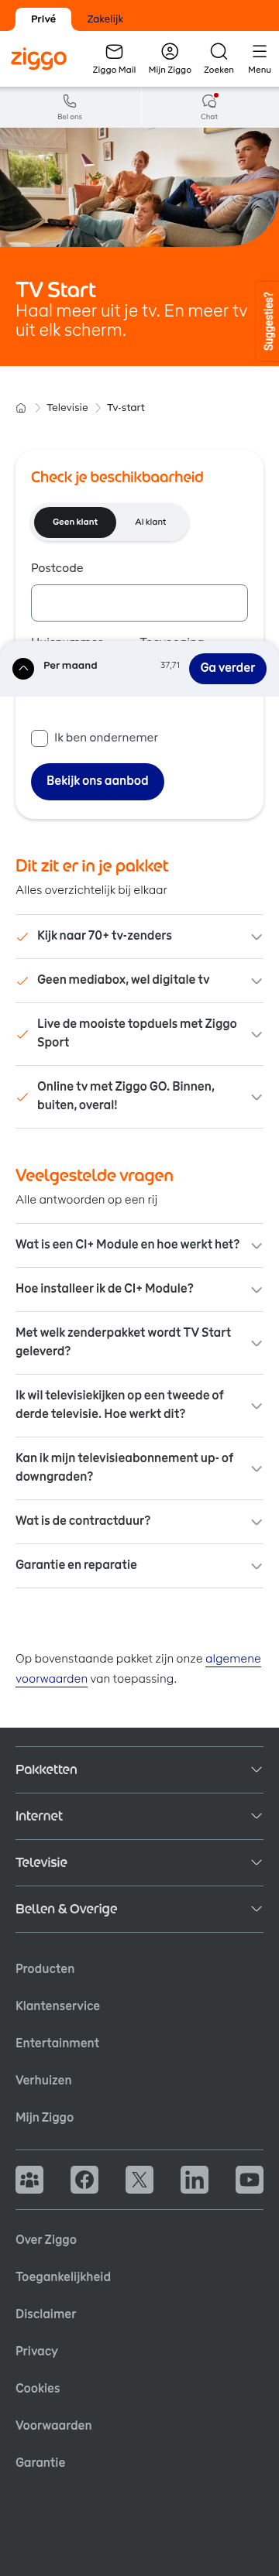 Privé
Zakelijk
ziggo
Ziggo Mail
Mijn Ziggo
Zoeken
Menu
Bel ons
Chat
TV Start
Haal meer uit je tv. En meer tv
uit elk scherm.
Suggesties?
Televisie
Tv-start
Check je beschikbaarheid
Geen klant
Al klant
Postcode
Per maand
37,71
Ga verder
Ik ben ondernemer
Bekijk ons aanbod
Dit zit er in je pakket
Alles overzichtelijk bij elkaar
Kijk naar 70+ tv-zenders
Geen mediabox, wel digitale tv
Live de mooiste topduels met Ziggo
Sport
Online tv met Ziggo GO. Binnen,
buiten, overal!
Veelgestelde vragen
Alle antwoorden op een rij
Wat is een CI+ Module en hoe werkt het?
Hoe installeer ik de CI+ Module?
Met welk zenderpakket wordt TV Start
geleverd?
Ik wil televisiekijken op een tweede of
derde televisie. Hoe werkt dit?
Kan ik mijn televisieabonnement up- of
downgraden?
Wat is de contractduur?
Garantie en reparatie
Op bovenstaande pakket zijn onze algemene
voorwaarden van toepassing.
Pakketten
Internet
Televisie
Bellen & Overige
Producten
Klantenservice
Entertainment
Verhuizen
Mijn Ziggo
Over Ziggo
Toegankelijkheid
Disclaimer
Privacy
Cookies
Voorwaarden
Garantie